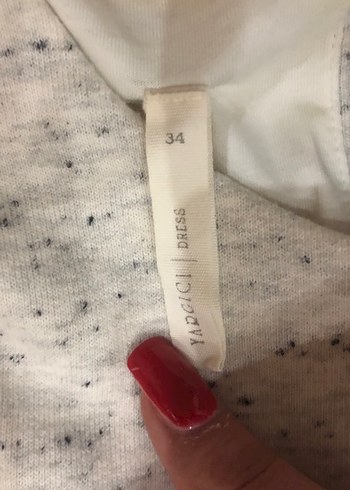 34
YARGICI | DRESS